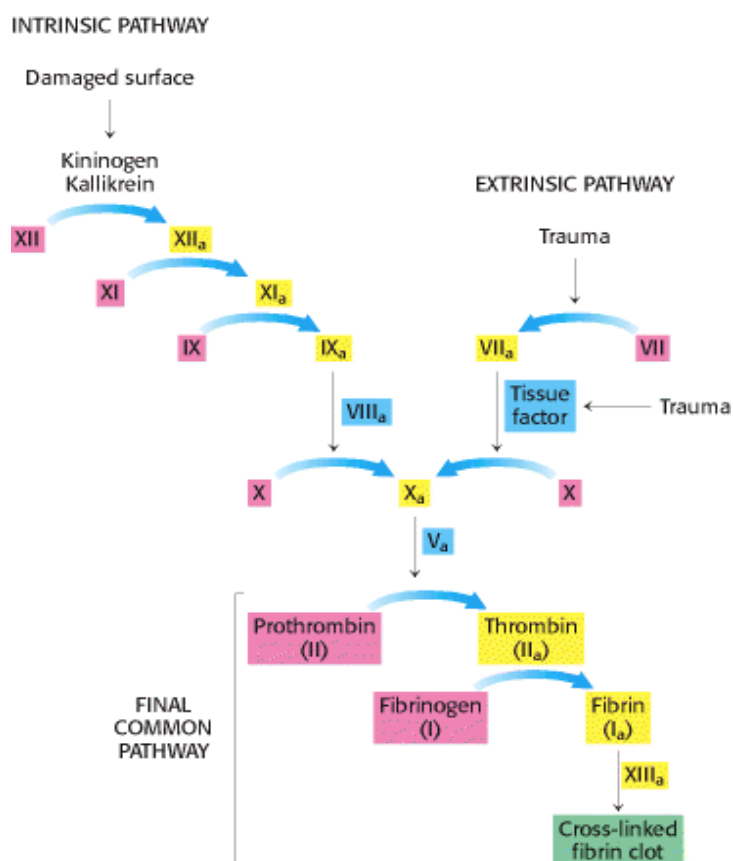 INTRINSIC PATHWAY
Damaged surface
Kininogen
Kallikrein
EXTRINSIC PATHWAY
XII
XIIa
Trauma
XI
XIa
IX
IXa
VIIa
VII
VIIIa
Tissue
factor
Trauma
X
Xa
X
Va
Prothrombin
(II)
Thrombin
(IIa)
FINAL
COMMON
PATHWAY
Fibrinogen
(I)
Fibrin
(Ia)
XIIIa
Cross-linked
fibrin clot